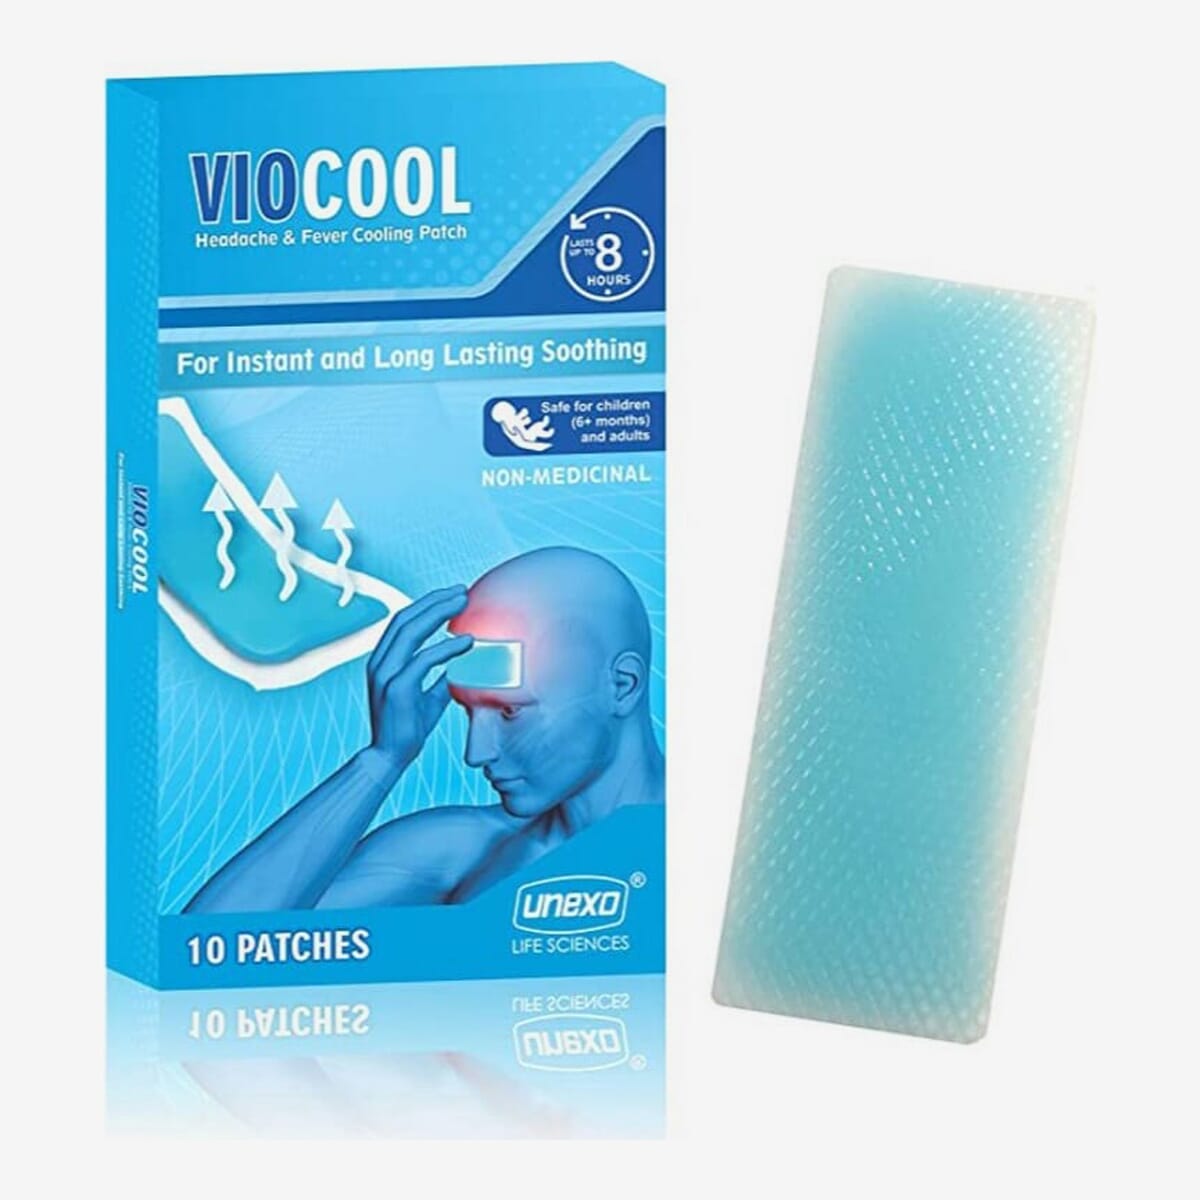 VIOCOOL
Headache & Fever Cooling Patch
LASTS
UP TO 8
HOURS
For Instant and Long Lasting Soothing
Safe for children
(6+ months)
and adults
NON-MEDICINAL
VIOCOOL
unexo®
LIFE SCIENCES
10 PATCHES